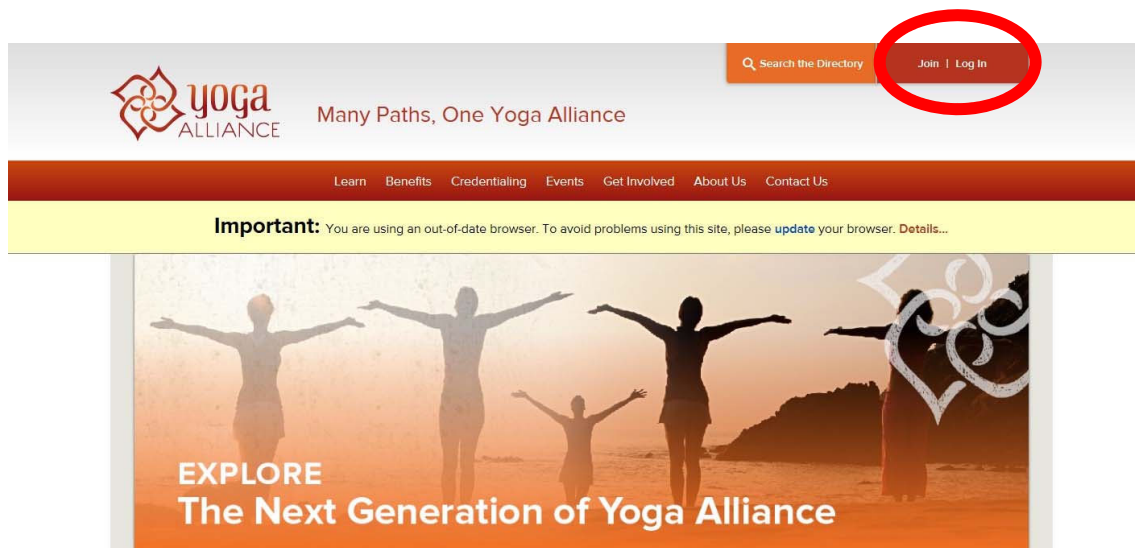 Search the Directory
Join | Log In
yoga
ALLIANCE
Many Paths, One Yoga Alliance
Learn Benefits Credentialing Events Get Involved About Us Contact Us
Important: You are using an out-of-date browser. To avoid problems using this site, please update your browser. Details...
EXPLORE
The Next Generation of Yoga Alliance